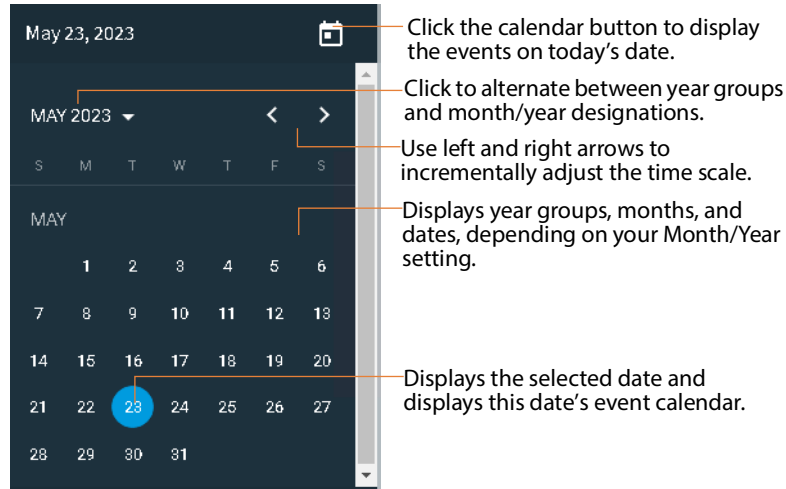 May 23, 2023
Click the calendar button to display
the events on today’s date.
Click to alternate between year groups
and month/year designations.
MAY 2023
Use left and right arrows to
incrementally adjust the time scale.
S M T W T F S
Displays year groups, months, and
dates, depending on your Month/Year
setting.
MAY
1 2 3 4 5 6
7 8 9 10 11 12 13
14 15 16 17 18 19 20
Displays the selected date and
displays this date’s event calendar.
21 22 23 24 25 26 27
28 29 30 31